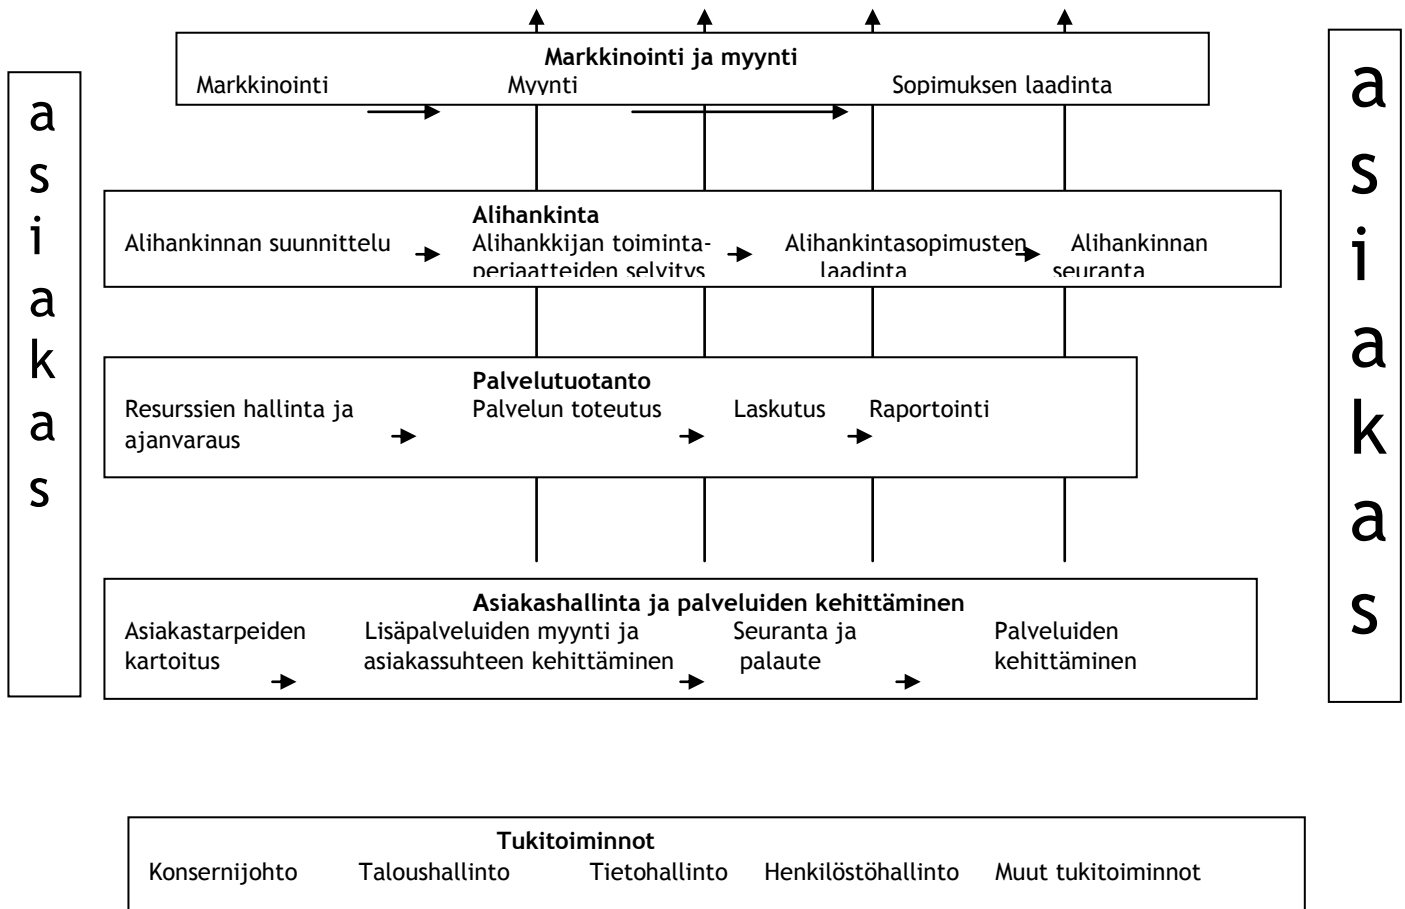 asiakas
Markkinointi ja myynti
Markkinointi Myynti Sopimuksen laadinta
Alihankinta
Alihankinnan suunnittelu Alihankkijan toiminta- Alihankintasopimusten Alihankinnan
periaatteiden selvitys laadinta seuranta
Palvelutuotanto
Resurssien hallinta ja Palvelun toteutus Laskutus Raportointi
ajanvaraus
Asiakashallinta ja palveluiden kehittäminen
Asiakastarpeiden Lisäpalveluiden myynti ja Seuranta ja Palveluiden
kartoitus asiakassuhteen kehittäminen palaute kehittäminen
asiakas
Tukitoiminnot
Konsernijohto Taloushallinto Tietohallinto Henkilöstöhallinto Muut tukitoiminnot